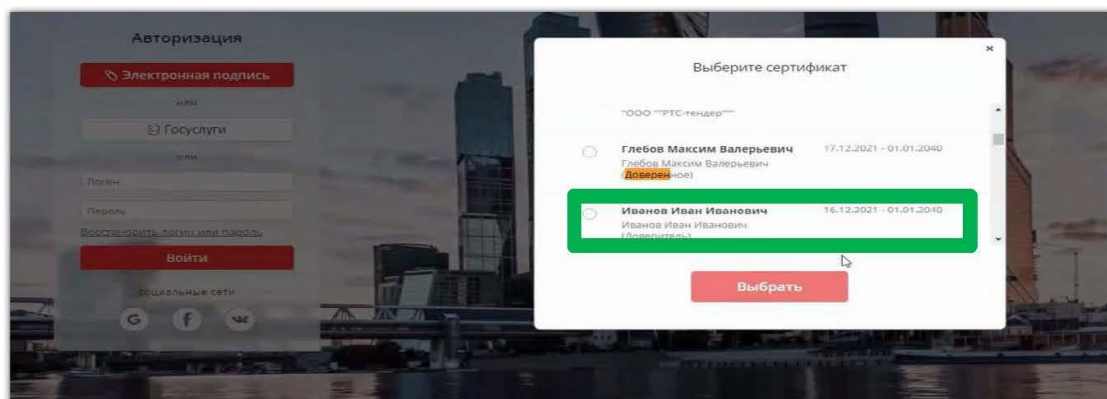 Авторизация
Электронная подпись
или
Госуслуги
или
Логин
Пароль
Восстановить логин или пароль
Войти
социальные сети
G f
×
Выберите сертификат
"ООО ""РТС-тендер"""
Глебов Максим Валерьевич 17.12.2021 - 01.01.2040
Глебов Максим Валерьевич
(Доверенное)
Иванов Иван Иванович 16.12.2021 - 01.01.2040
Иванов Иван Иванович
(Доверитель)
Выбрать